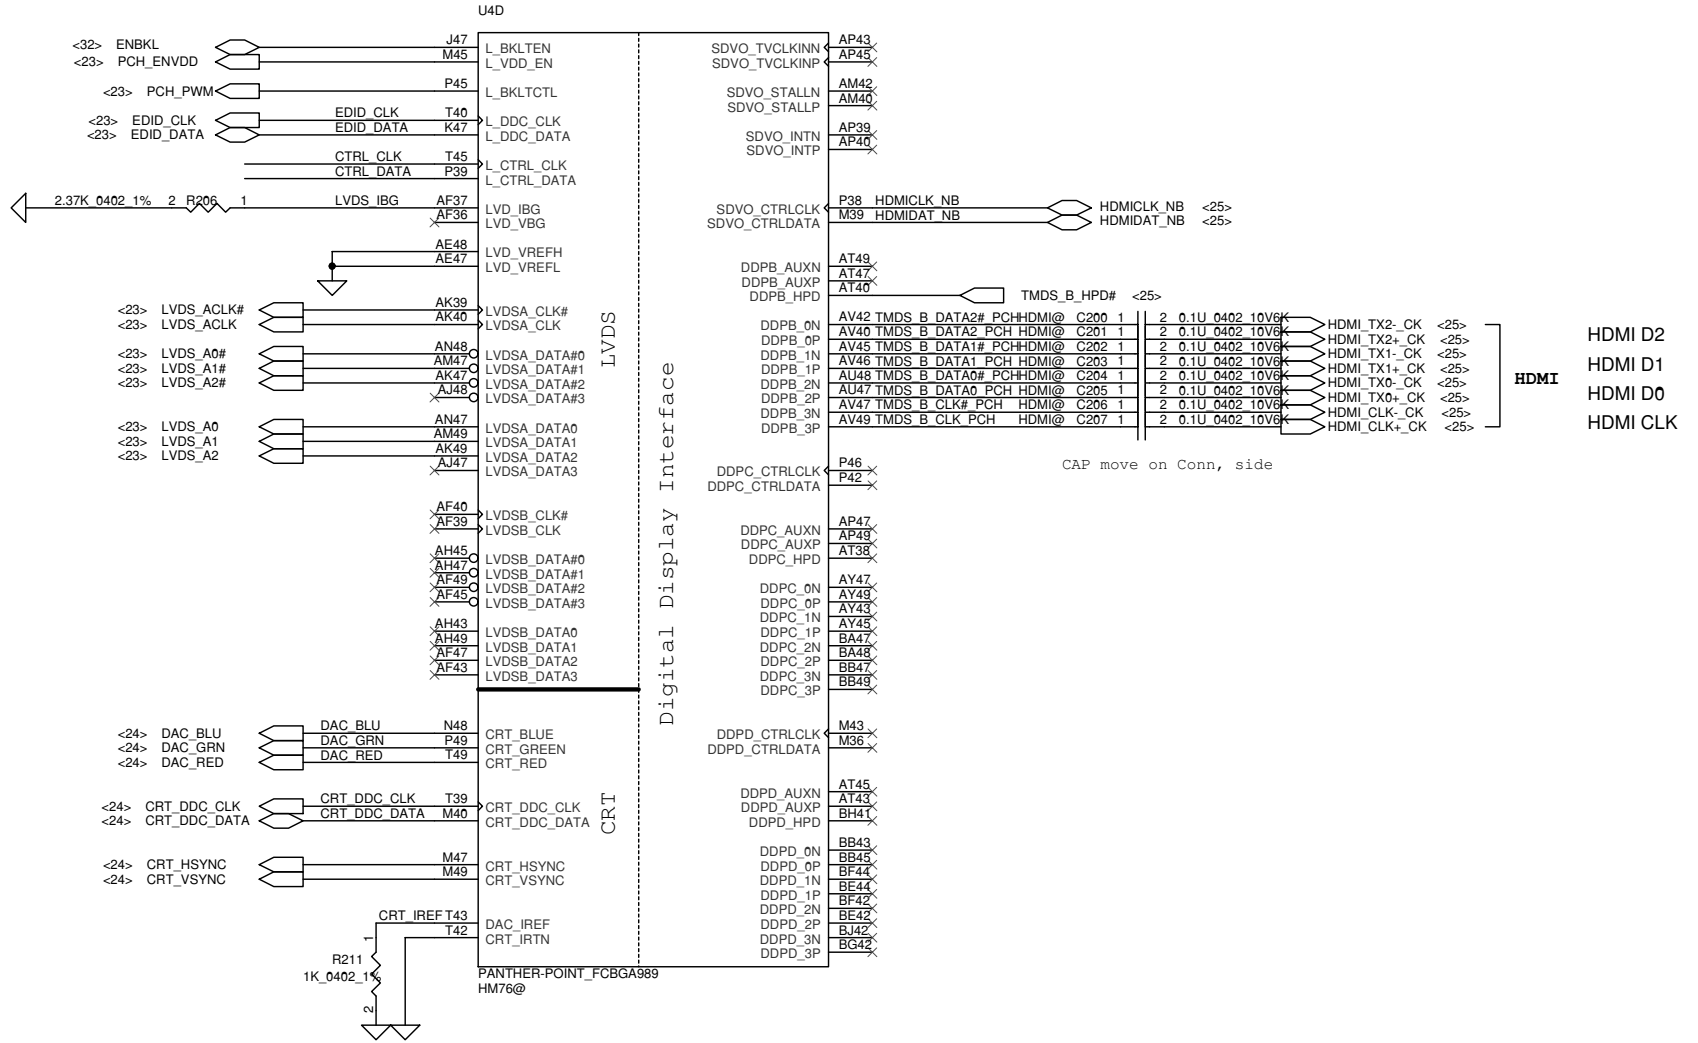 U4D
<32> ENBKL J47 L_BKLTEN
<23> PCH_ENVDD M45 L_VDD_EN
<23> PCH_PWM P45 L_BKLTCTL
<23> EDID_CLK EDID_CLK T40 L_DDC_CLK
<23> EDID_DATA EDID_DATA K47 L_DDC_DATA
CTRL_CLK T45 L_CTRL_CLK
CTRL_DATA P39 L_CTRL_DATA
2.37K_0402_1% 2 R206 1 LVDS_IBG AF37 LVD_IBG
AF36 LVD_VBG
AE48 LVD_VREFH
AE47 LVD_VREFL
<23> LVDS_ACLK# AK39 LVDSA_CLK#
<23> LVDS_ACLK AK40 LVDSA_CLK
<23> LVDS_A0# AN48 LVDSA_DATA#0
<23> LVDS_A1# AM47 LVDSA_DATA#1
<23> LVDS_A2# AK47 LVDSA_DATA#2
AJ48 LVDSA_DATA#3
<23> LVDS_A0 AN47 LVDSA_DATA0
<23> LVDS_A1 AM49 LVDSA_DATA1
<23> LVDS_A2 AK49 LVDSA_DATA2
AJ47 LVDSA_DATA3
AF40 LVDSB_CLK#
AF39 LVDSB_CLK
AH45 LVDSB_DATA#0
AH47 LVDSB_DATA#1
AF49 LVDSB_DATA#2
AF45 LVDSB_DATA#3
AH43 LVDSB_DATA0
AH49 LVDSB_DATA1
AF47 LVDSB_DATA2
AF43 LVDSB_DATA3
LVDS
<24> DAC_BLU DAC_BLU N48 CRT_BLUE
<24> DAC_GRN DAC_GRN P49 CRT_GREEN
<24> DAC_RED DAC_RED T49 CRT_RED
<24> CRT_DDC_CLK CRT_DDC_CLK T39 CRT_DDC_CLK
<24> CRT_DDC_DATA CRT_DDC_DATA M40 CRT_DDC_DATA
<24> CRT_HSYNC M47 CRT_HSYNC
<24> CRT_VSYNC M49 CRT_VSYNC
CRT_IREF T43 DAC_IREF
T42 CRT_IRTN
1
R211
1K_0402_1%
2
CRT
Digital Display Interface
SDVO_TVCLKINN AP43
SDVO_TVCLKINP AP45
SDVO_STALLN AM42
SDVO_STALLP AM40
SDVO_INTN AP39
SDVO_INTP AP40
SDVO_CTRLCLK P38 HDMICLK_NB HDMICLK_NB <25>
SDVO_CTRLDATA M39 HDMIDAT_NB HDMIDAT_NB <25>
DDPB_AUXN AT49
DDPB_AUXP AT47
DDPB_HPD AT40 TMDS_B_HPD# <25>
DDPB_0N AV42 TMDS_B_DATA2#_PCH HDMI@ C200 1 2 0.1U_0402_10V6K HDMI_TX2-_CK <25>
DDPB_0P AV40 TMDS_B_DATA2_PCH HDMI@ C201 1 2 0.1U_0402_10V6K HDMI_TX2+_CK <25>
DDPB_1N AV45 TMDS_B_DATA1#_PCH HDMI@ C202 1 2 0.1U_0402_10V6K HDMI_TX1-_CK <25>
DDPB_1P AV46 TMDS_B_DATA1_PCH HDMI@ C203 1 2 0.1U_0402_10V6K HDMI_TX1+_CK <25>
DDPB_2N AU48 TMDS_B_DATA0#_PCH HDMI@ C204 1 2 0.1U_0402_10V6K HDMI_TX0-_CK <25>
DDPB_2P AU47 TMDS_B_DATA0_PCH HDMI@ C205 1 2 0.1U_0402_10V6K HDMI_TX0+_CK <25>
DDPB_3N AV47 TMDS_B_CLK#_PCH HDMI@ C206 1 2 0.1U_0402_10V6K HDMI_CLK-_CK <25>
DDPB_3P AV49 TMDS_B_CLK_PCH HDMI@ C207 1 2 0.1U_0402_10V6K HDMI_CLK+_CK <25>
HDMI
HDMI D2
HDMI D1
HDMI D0
HDMI CLK
CAP move on Conn, side
DDPC_CTRLCLK P46
DDPC_CTRLDATA P42
DDPC_AUXN AP47
DDPC_AUXP AP49
DDPC_HPD AT38
DDPC_0N AY47
DDPC_0P AY49
DDPC_1N AY43
DDPC_1P AY45
DDPC_2N BA47
DDPC_2P BA48
DDPC_3N BB47
DDPC_3P BB49
DDPD_CTRLCLK M43
DDPD_CTRLDATA M36
DDPD_AUXN AT45
DDPD_AUXP AT43
DDPD_HPD BH41
DDPD_0N BB43
DDPD_0P BB45
DDPD_1N BF44
DDPD_1P BE44
DDPD_2N BF42
DDPD_2P BE42
DDPD_3N BJ42
DDPD_3P BG42
PANTHER-POINT_FCBGA989
HM76@